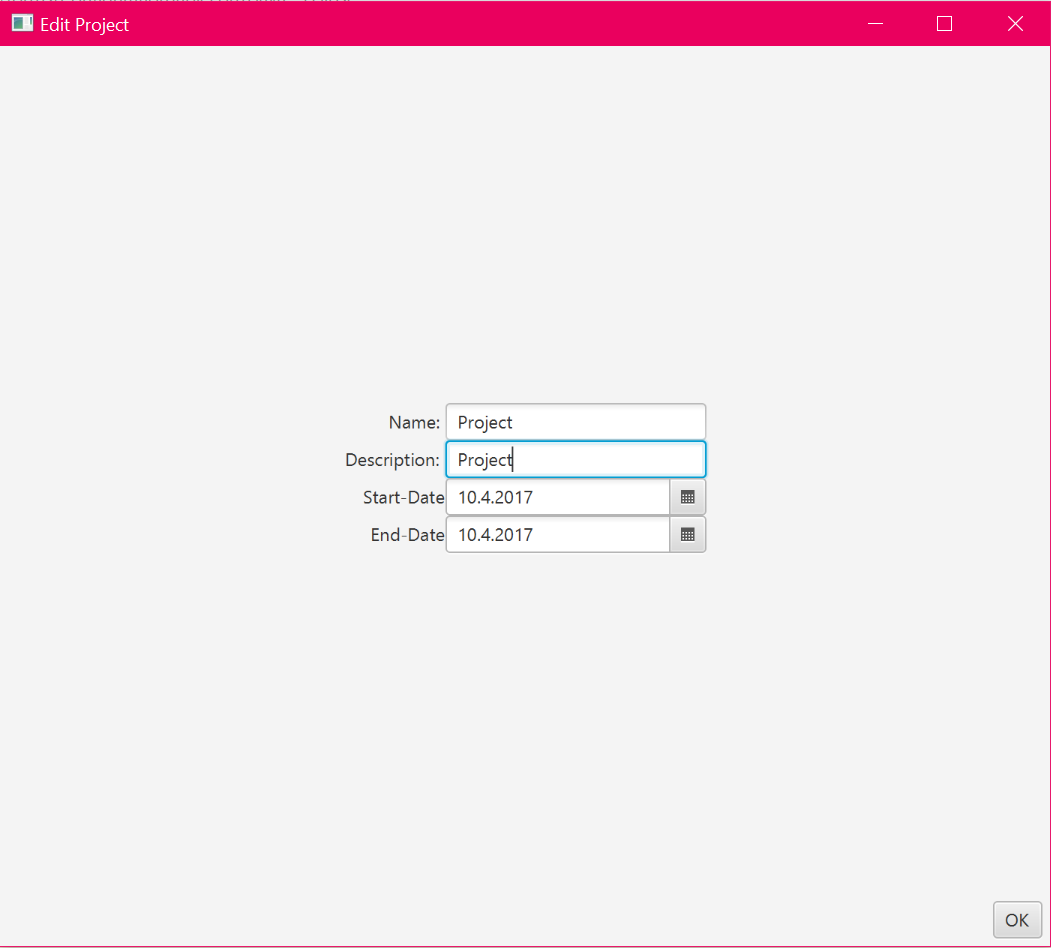 Edit Project
Name: Project
Description: Project
Start-Date 10.4.2017
End-Date 10.4.2017
OK